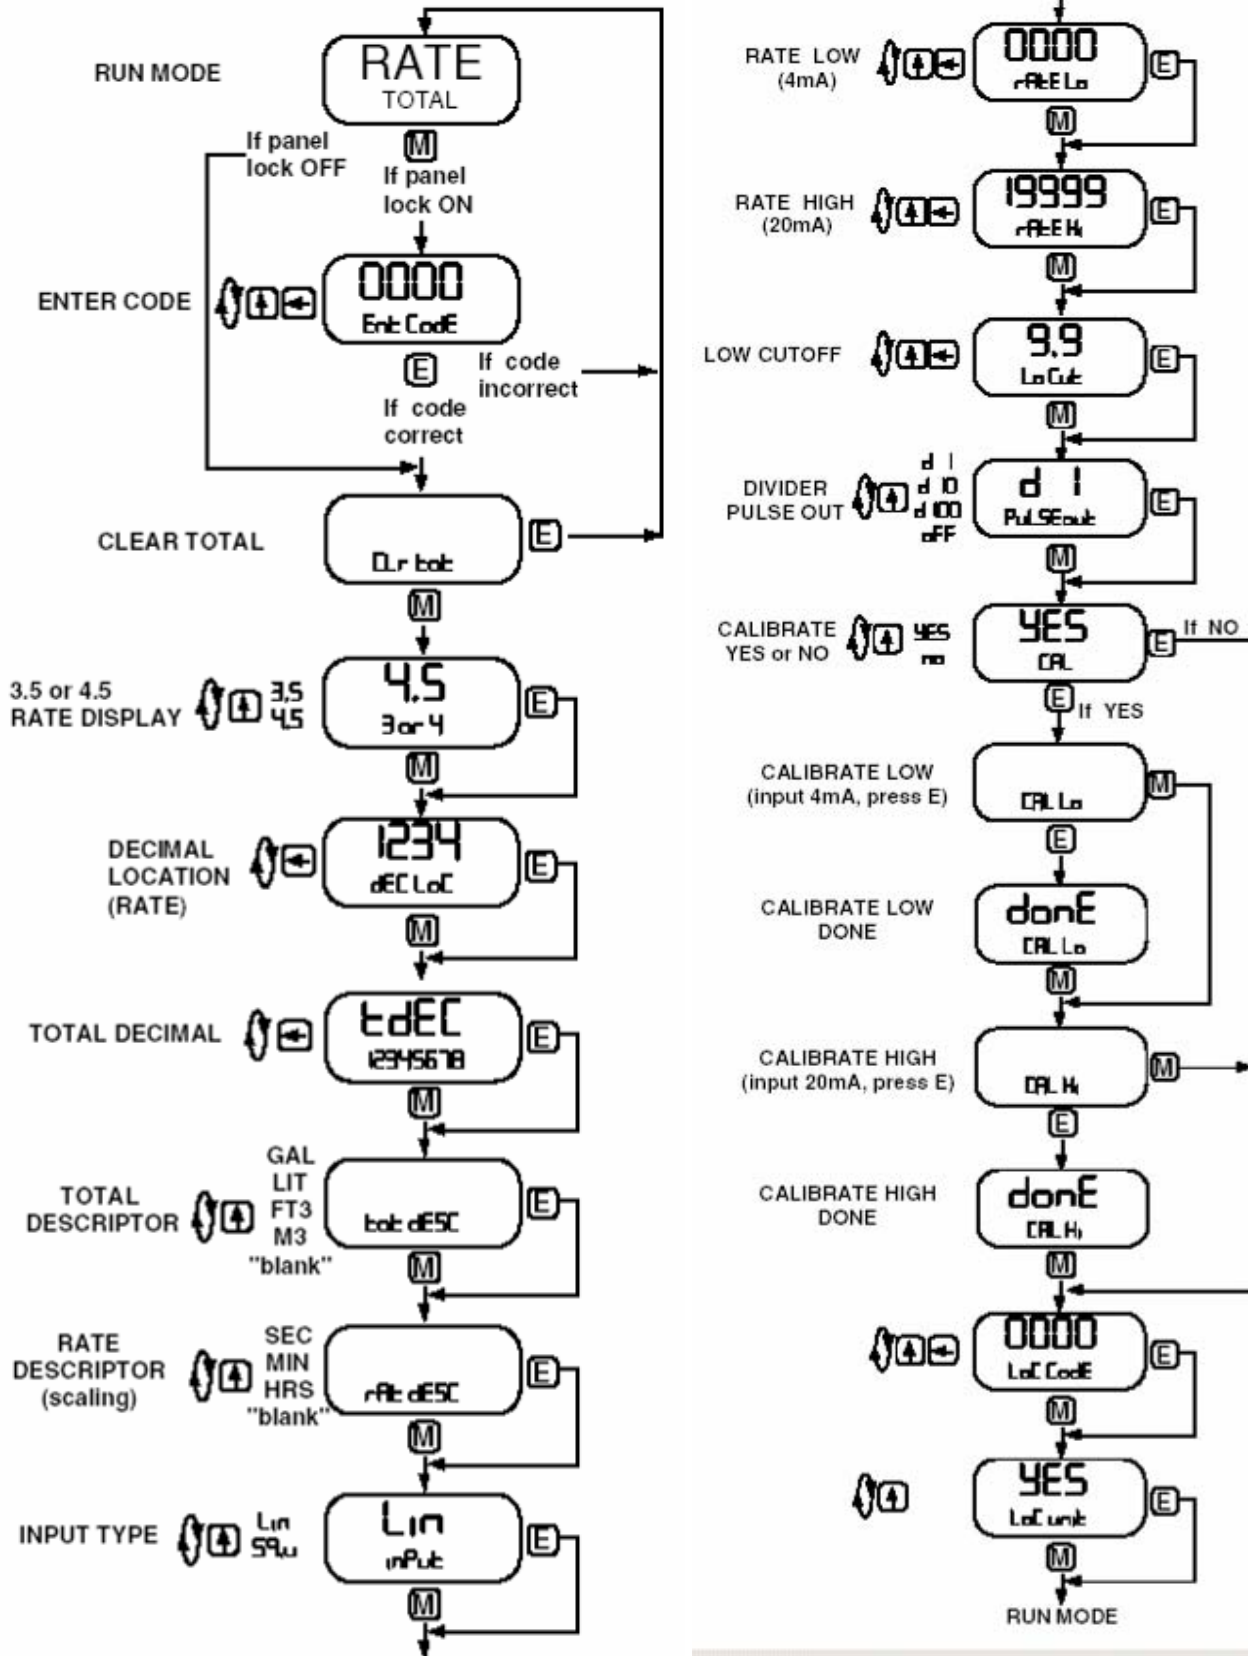 RATE
TOTAL
RUN MODE
M
If panel
lock OFF
If panel
lock ON
0000
Ent CodE
ENTER CODE
E
If code
incorrect
If code
correct
CLEAR TOTAL
CLr tot
E
M
3.5 or 4.5
RATE DISPLAY
3.5
4.5
4.5
3 or 4
E
M
DECIMAL
LOCATION
(RATE)
1234
dEC LoC
E
M
TOTAL DECIMAL
tdEC
12345678
E
M
TOTAL
DESCRIPTOR
GAL
LIT
FT3
M3
"blank"
tot dESC
E
M
RATE
DESCRIPTOR
(scaling)
SEC
MIN
HRS
"blank"
rAt dESC
E
M
INPUT TYPE
Lin
Sq.u
Lin
inPut
E
M
RATE LOW
(4mA)
0000
rAtE Lo
E
M
RATE HIGH
(20mA)
19999
rAtE Hi
E
M
LOW CUTOFF
9.9
Lo Cut
E
M
DIVIDER
PULSE OUT
d 1
d 10
d 100
oFF
d 1
PuLSEout
E
M
CALIBRATE
YES or NO
YES
no
YES
CAL
E
If NO
E
If YES
CALIBRATE LOW
(input 4mA, press E)
CAL Lo
M
E
CALIBRATE LOW
DONE
donE
CAL Lo
M
CALIBRATE HIGH
(input 20mA, press E)
CAL Hi
M
E
CALIBRATE HIGH
DONE
donE
CAL Hi
M
0000
LoC CodE
E
M
YES
LoC unit
E
M
RUN MODE